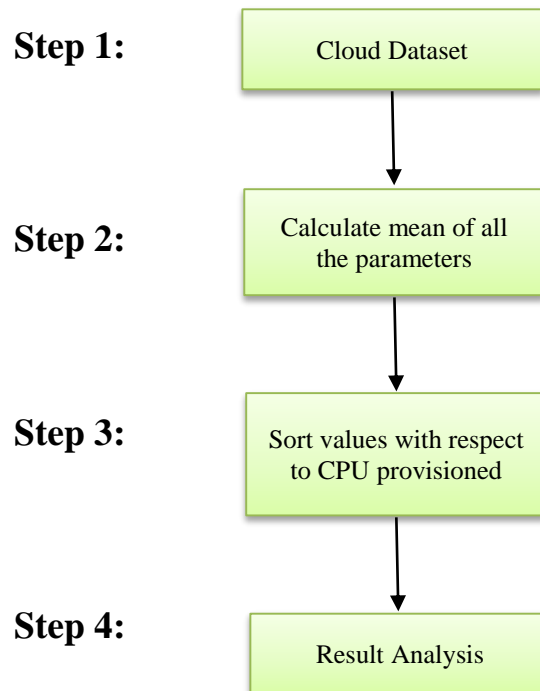 Step 1:
Cloud Dataset
Step 2:
Calculate mean of all
the parameters
Step 3:
Sort values with respect
to CPU provisioned
Step 4:
Result Analysis